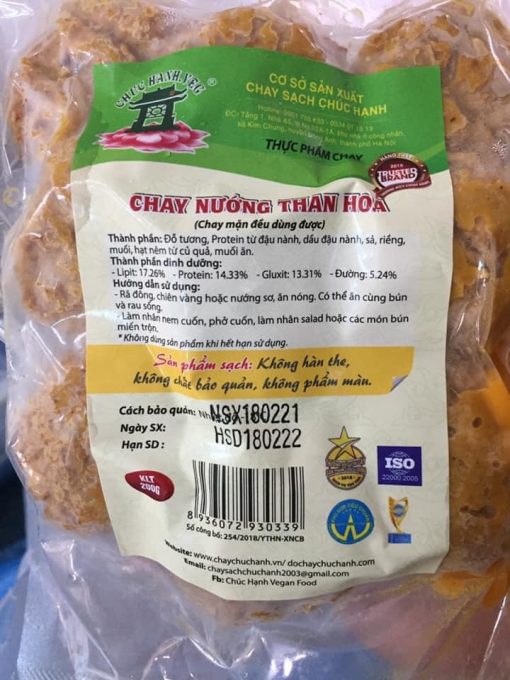 CHÚC HẠNH VEG
CƠ SỞ SẢN XUẤT
CHAY SẠCH CHÚC HẠNH
THỰC PHẨM CHAY
TRUSTED
BRAND
CHAY NƯỚNG THAN HOA
(Chay mặn đều dùng được)
Thành phần: Đỗ tương, Protein từ đậu nành, dầu đậu nành, sả, riềng,
muối, hạt nêm từ củ quả, muối ăn.
Thành phần dinh dưỡng:
- Lipit: 17.26% - Protein: 14.33% - Gluxit: 13.31% - Đường: 5.24%
Hướng dẫn sử dụng:
- Rã đông, chiên vàng hoặc nướng sơ, ăn nóng. Có thể ăn cùng bún
và rau sống.
- Làm nhân nem cuốn, phở cuốn, làm nhân salad hoặc các món bún
miến trộn.
* Không dùng sản phẩm khi hết hạn sử dụng.
Sản phẩm sạch: Không hàn the,
không chất bảo quản, không phẩm màu.
Cách bảo quản:
NSX180221
Ngày SX:
HSD180222
Hạn SD :
KLT
200G
ISO
22000:2005
8 936072 930339
Số công bố: 254/2018/YTHN-XNCB
Website: www.chaychuchanh.vn/ dochaychuchanh.com
Email: chaysachchuchanh2003@gmail.com
Fb: Chúc Hạnh Vegan Food